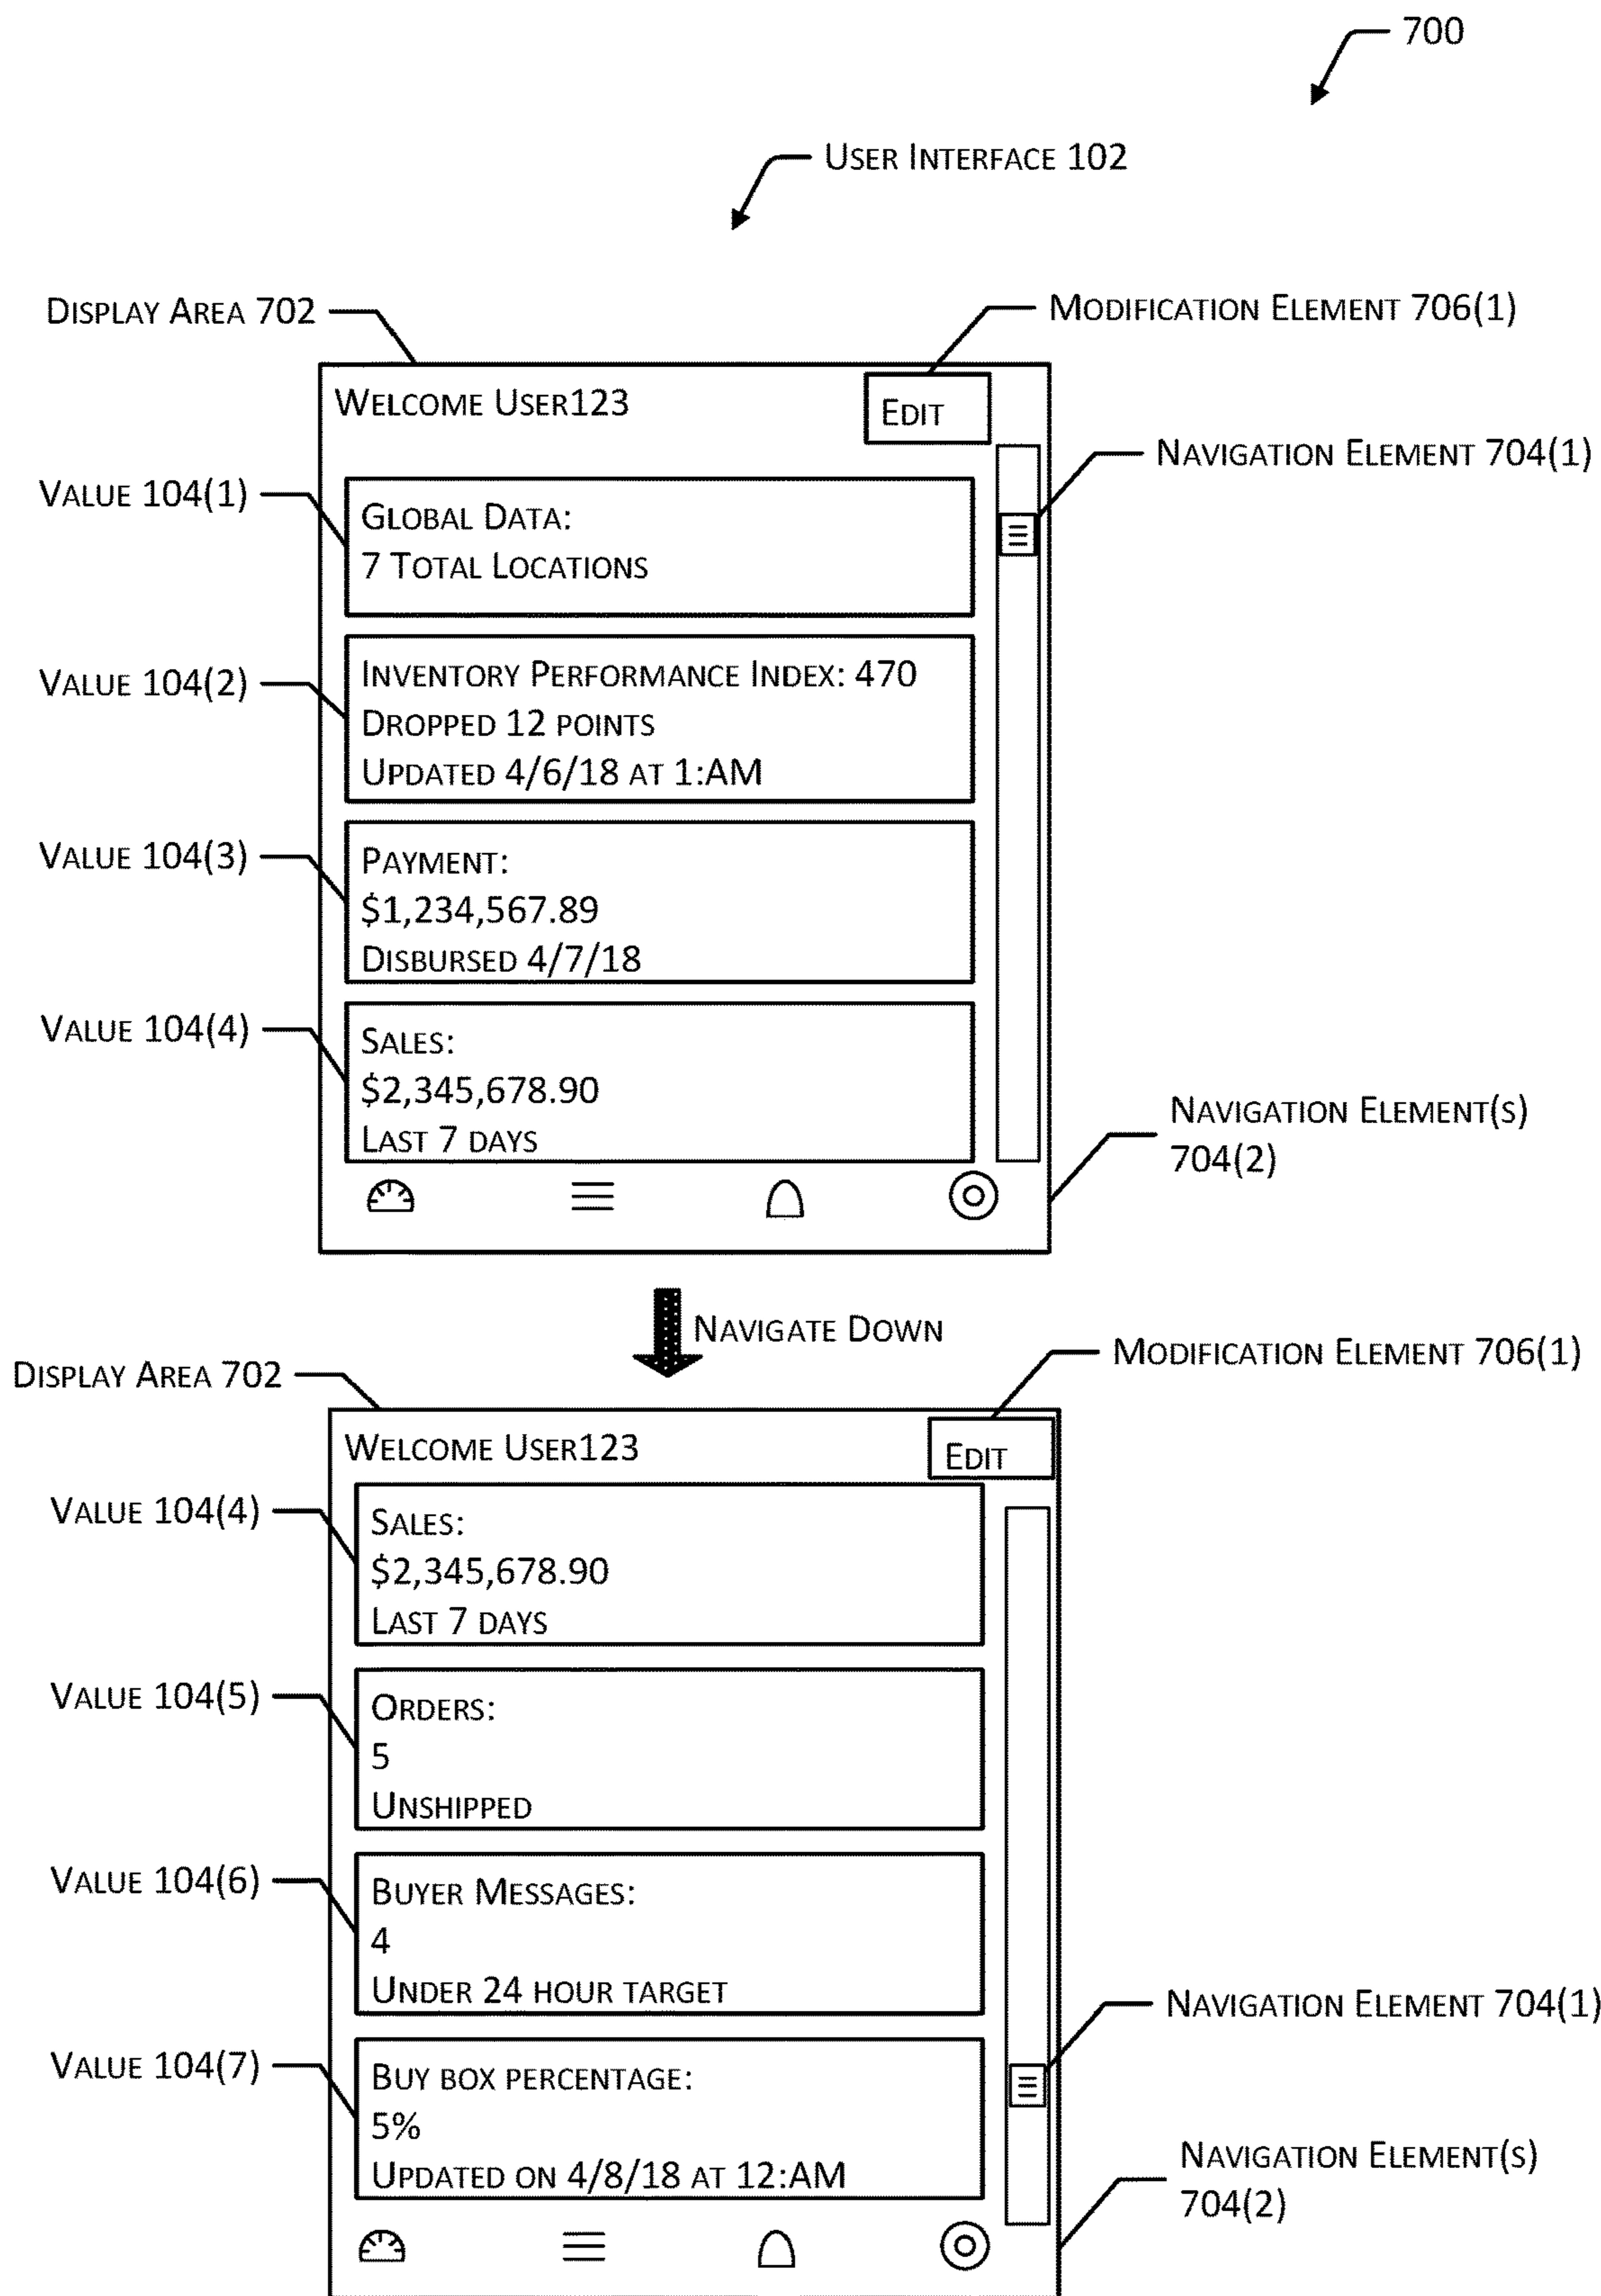 700
User Interface 102
Display Area 702
Modification Element 706(1)
Welcome User123
Edit
Navigation Element 704(1)
Value 104(1)
Global Data:
7 Total Locations
Value 104(2)
Inventory Performance Index: 470
Dropped 12 points
Updated 4/6/18 at 1:AM
Value 104(3)
Payment:
$1,234,567.89
Disbursed 4/7/18
Value 104(4)
Sales:
$2,345,678.90
Last 7 days
Navigation Element(s)
704(2)
Navigate Down
Display Area 702
Modification Element 706(1)
Welcome User123
Edit
Value 104(4)
Sales:
$2,345,678.90
Last 7 days
Value 104(5)
Orders:
5
Unshipped
Value 104(6)
Buyer Messages:
4
Under 24 hour target
Navigation Element 704(1)
Value 104(7)
Buy box percentage:
5%
Updated on 4/8/18 at 12:AM
Navigation Element(s)
704(2)